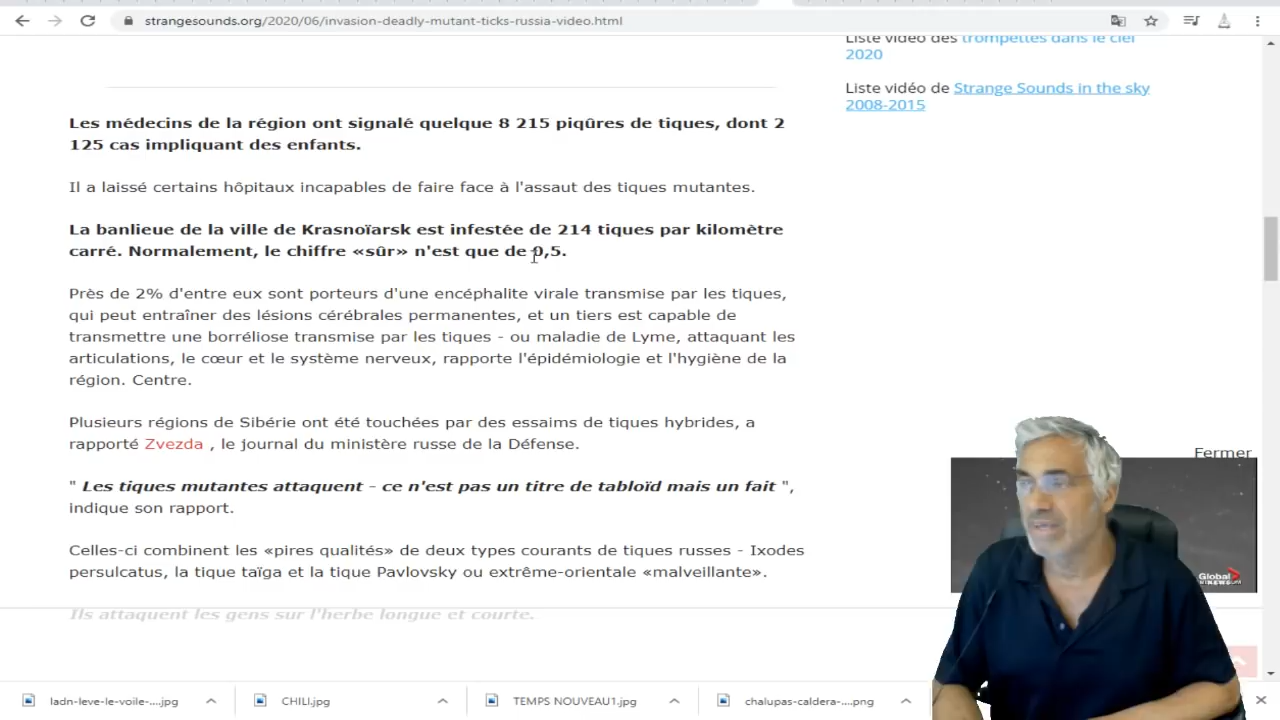 strangesounds.org/2020/06/invasion-deadly-mutant-ticks-russia-video.html
Liste vidéo des trompettes dans le ciel
2020
Liste vidéo de Strange Sounds in the sky
2008-2015
Les médecins de la région ont signalé quelque 8 215 piqûres de tiques, dont 2
125 cas impliquant des enfants.
Il a laissé certains hôpitaux incapables de faire face à l'assaut des tiques mutantes.
La banlieue de la ville de Krasnoïarsk est infestée de 214 tiques par kilomètre
carré. Normalement, le chiffre «sûr» n'est que de 0,5.
Près de 2% d'entre eux sont porteurs d'une encéphalite virale transmise par les tiques,
qui peut entraîner des lésions cérébrales permanentes, et un tiers est capable de
transmettre une borréliose transmise par les tiques - ou maladie de Lyme, attaquant les
articulations, le cœur et le système nerveux, rapporte l'épidémiologie et l'hygiène de la
région. Centre.
Plusieurs régions de Sibérie ont été touchées par des essaims de tiques hybrides, a
rapporté Zvezda , le journal du ministère russe de la Défense.
" Les tiques mutantes attaquent - ce n'est pas un titre de tabloïd mais un fait ",
indique son rapport.
Celles-ci combinent les «pires qualités» de deux types courants de tiques russes - Ixodes
persulcatus, la tique taïga et la tique Pavlovsky ou extrême-orientale «malveillante».
Ils attaquent les gens sur l'herbe longue et courte.
Fermer
Global
ladn-leve-le-voile-....jpg
CHILI.jpg
TEMPS NOUVEAU1.jpg
chalupas-caldera-....png